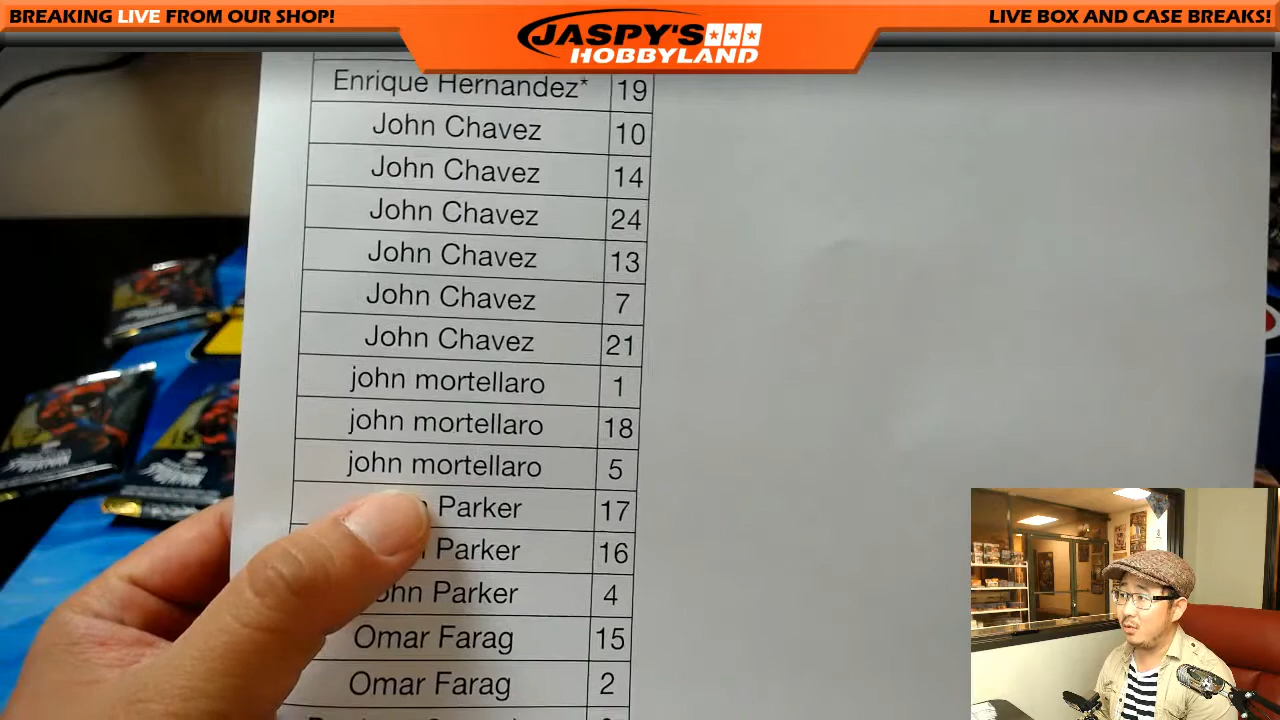 BREAKING LIVE FROM OUR SHOP!
JASPY'S
HOBBYLAND
LIVE BOX AND CASE BREAKS!
Enrique Hernandez* 19
John Chavez 10
John Chavez 14
John Chavez 24
John Chavez 13
John Chavez 7
John Chavez 21
john mortellaro 1
john mortellaro 18
john mortellaro 5
Parker 17
Parker 16
John Parker 4
Omar Farag 15
Omar Farag 2